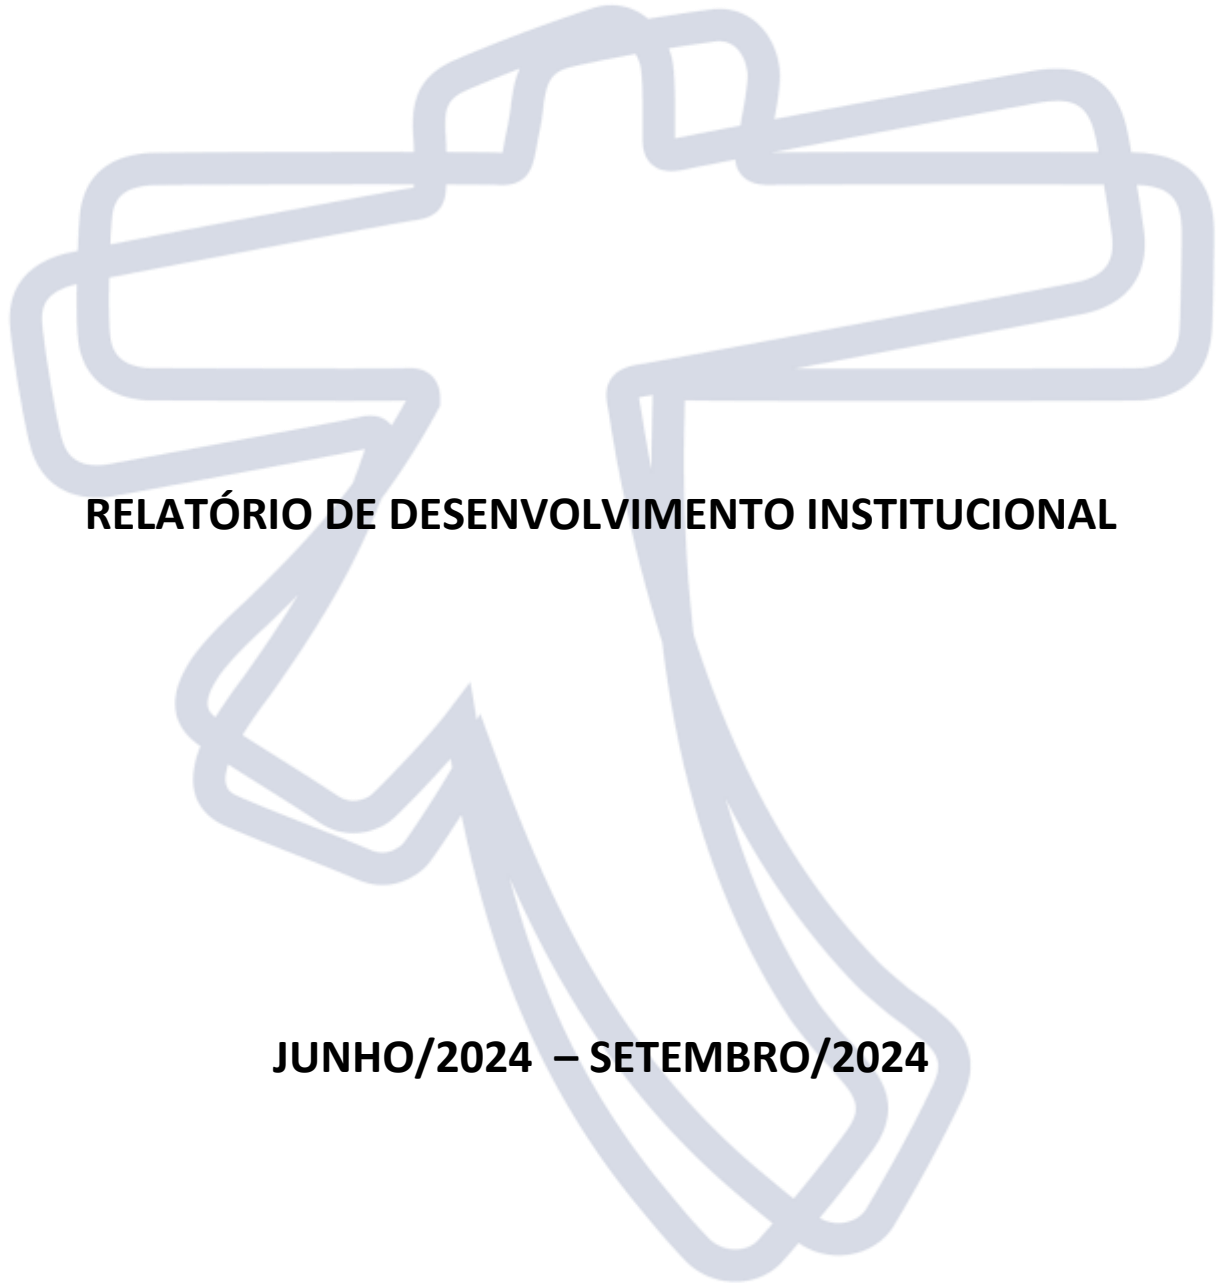 RELATÓRIO DE DESENVOLVIMENTO INSTITUCIONAL
JUNHO/2024 – SETEMBRO/2024